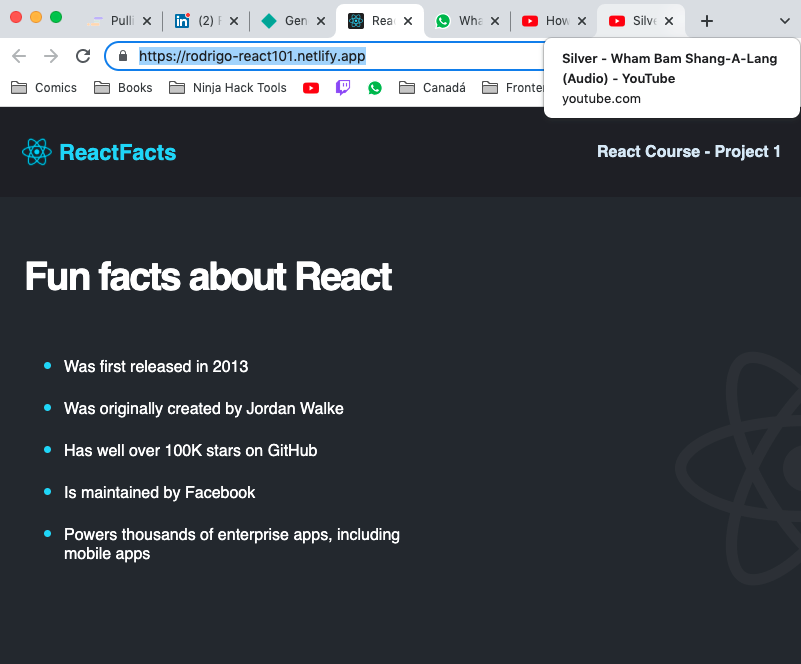 Pulli
(2) F
Gen
Rea
Wha
How
Silve
https://rodrigo-react101.netlify.app
Silver - Wham Bam Shang-A-Lang
(Audio) - YouTube
youtube.com
Comics
Books
Ninja Hack Tools
Canadá
Fronte
ReactFacts
React Course - Project 1
Fun facts about React
Was first released in 2013
Was originally created by Jordan Walke
Has well over 100K stars on GitHub
Is maintained by Facebook
Powers thousands of enterprise apps, including
mobile apps